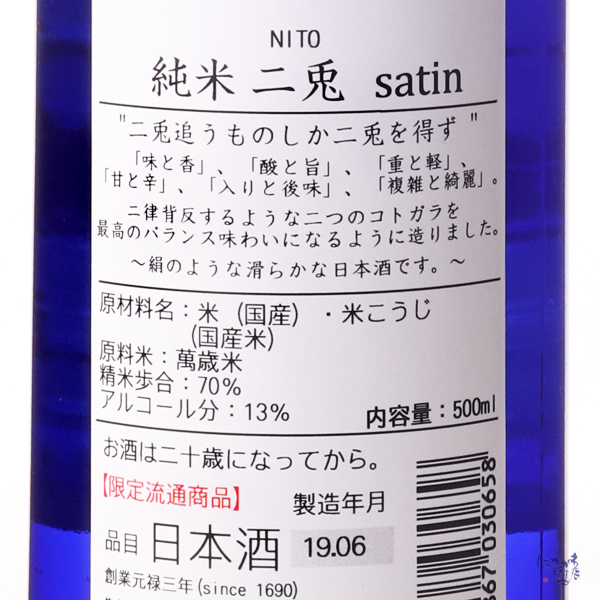 NITO
純米 二兎 satin
"二兎追うものしか二兎を得ず "
「味と香」、「酸と旨」、「重と軽」、
「甘と辛」、「入りと後味」、「複雑と綺麗」。
二律背反するような二つのコトガラを
最高のバランス味わいになるように造りました。
～絹のような滑らかな日本酒です。～
原材料名：米 (国産) ・米こうじ
(国産米)
原料米：萬歳米
精米歩合：70%
アルコール分：13%
内容量：500ml
お酒は二十歳になってから。
【限定流通商品】
製造年月
品目 日本酒 19.06
創業元禄三年(since 1690)
867030658